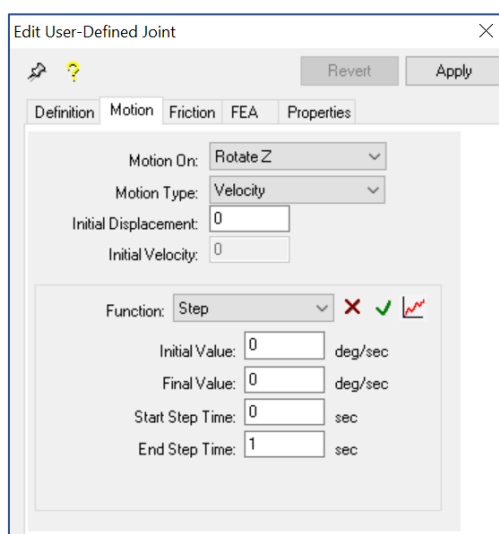 Edit User-Defined Joint
Revert Apply
Definition Motion Friction FEA Properties
Motion On: Rotate Z
Motion Type: Velocity
Initial Displacement: 0
Initial Velocity: 0
Function: Step
Initial Value: 0 deg/sec
Final Value: 0 deg/sec
Start Step Time: 0 sec
End Step Time: 1 sec